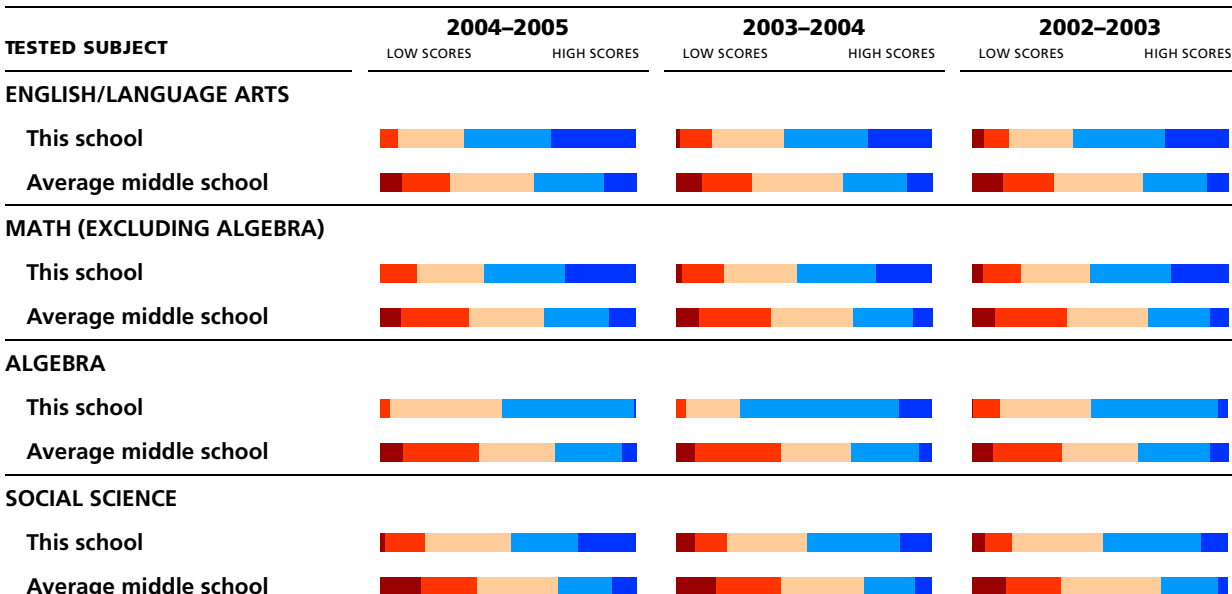 2004–2005 2003–2004 2002–2003
TESTED SUBJECT LOW SCORES HIGH SCORES LOW SCORES HIGH SCORES LOW SCORES HIGH SCORES
ENGLISH/LANGUAGE ARTS
This school
Average middle school
MATH (EXCLUDING ALGEBRA)
This school
Average middle school
ALGEBRA
This school
Average middle school
SOCIAL SCIENCE
This school
Average middle school